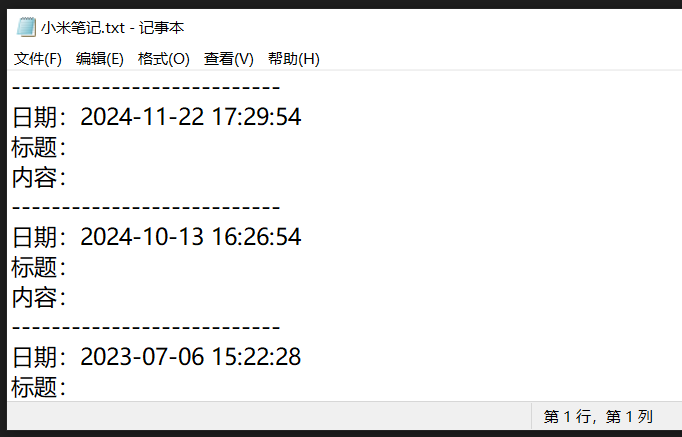 小米笔记.txt - 记事本
文件(F) 编辑(E) 格式(O) 查看(V) 帮助(H)
---------------------------
日期：2024-11-22 17:29:54
标题：
内容：
---------------------------
日期：2024-10-13 16:26:54
标题：
内容：
---------------------------
日期：2023-07-06 15:22:28
标题：
第 1 行，第 1 列